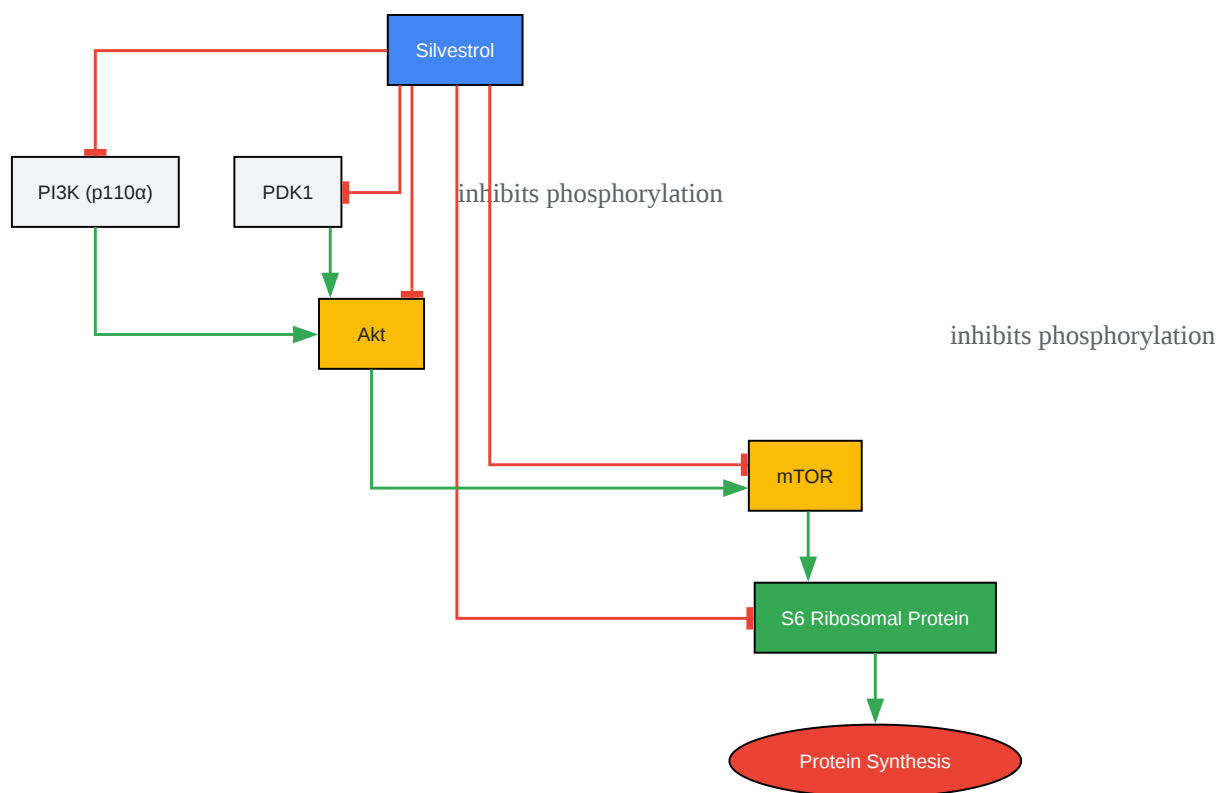 Silvestrol
PI3K (p110α)
PDK1
inhibits phosphorylation
Akt
inhibits phosphorylation
mTOR
S6 Ribosomal Protein
Protein Synthesis